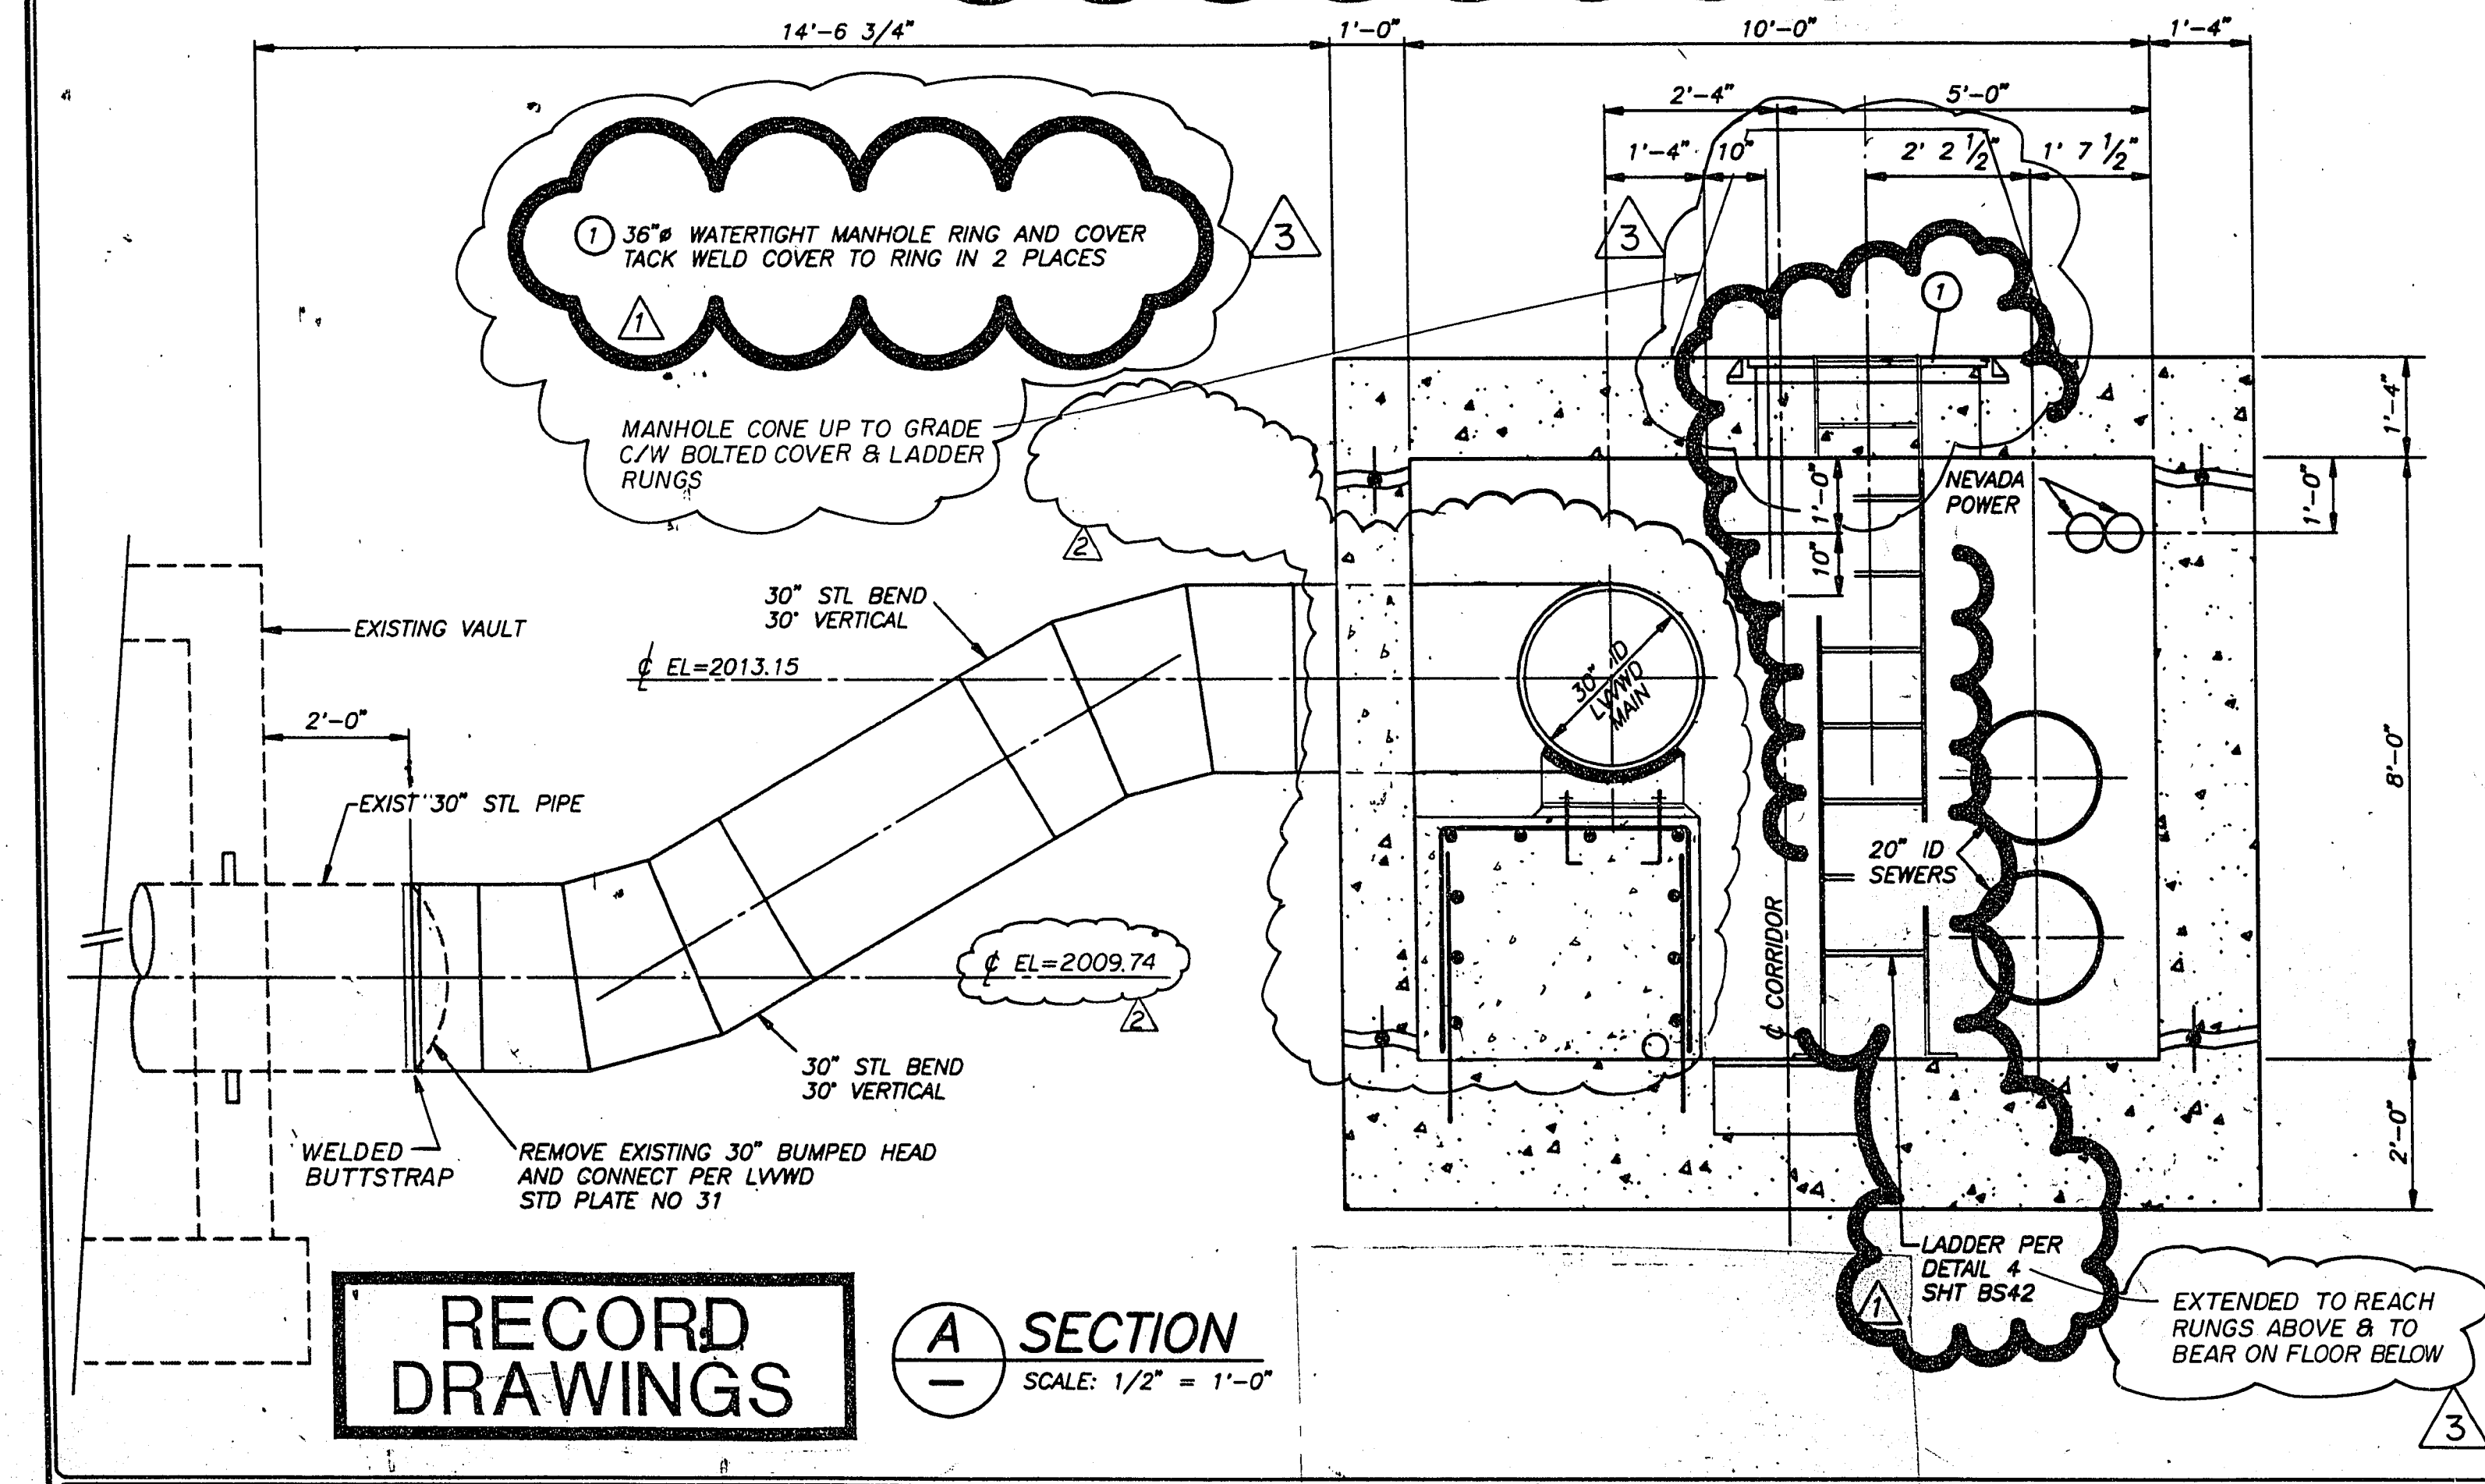 14'-6 3/4"
1'-0"
10'-0"
1'-4"
2'-4"
5'-0"
1'-4"
10"
2' 2 1/2"
1' 7 1/2"
1 36"ø WATERTIGHT MANHOLE RING AND COVER
TACK WELD COVER TO RING IN 2 PLACES
1
3
3
1
MANHOLE CONE UP TO GRADE
C/W BOLTED COVER & LADDER
RUNGS
2
1'-4"
1'-0"
1'-0"
10"
NEVADA
POWER
30" STL BEND
30° VERTICAL
EXISTING VAULT
℄ EL=2013.15
30" ID
LVVWD
MAIN
2'-0"
8'-0"
EXIST 30" STL PIPE
20" ID
SEWERS
℄ CORRIDOR
℄ EL=2009.74
2
30" STL BEND
30° VERTICAL
WELDED
BUTTSTRAP
REMOVE EXISTING 30" BUMPED HEAD
AND CONNECT PER LVVWD
STD PLATE NO 31
2'-0"
LADDER PER
DETAIL 4
SHT BS42
1
EXTENDED TO REACH
RUNGS ABOVE & TO
BEAR ON FLOOR BELOW
3
RECORD
DRAWINGS
A
–
SECTION
SCALE: 1/2" = 1'-0"